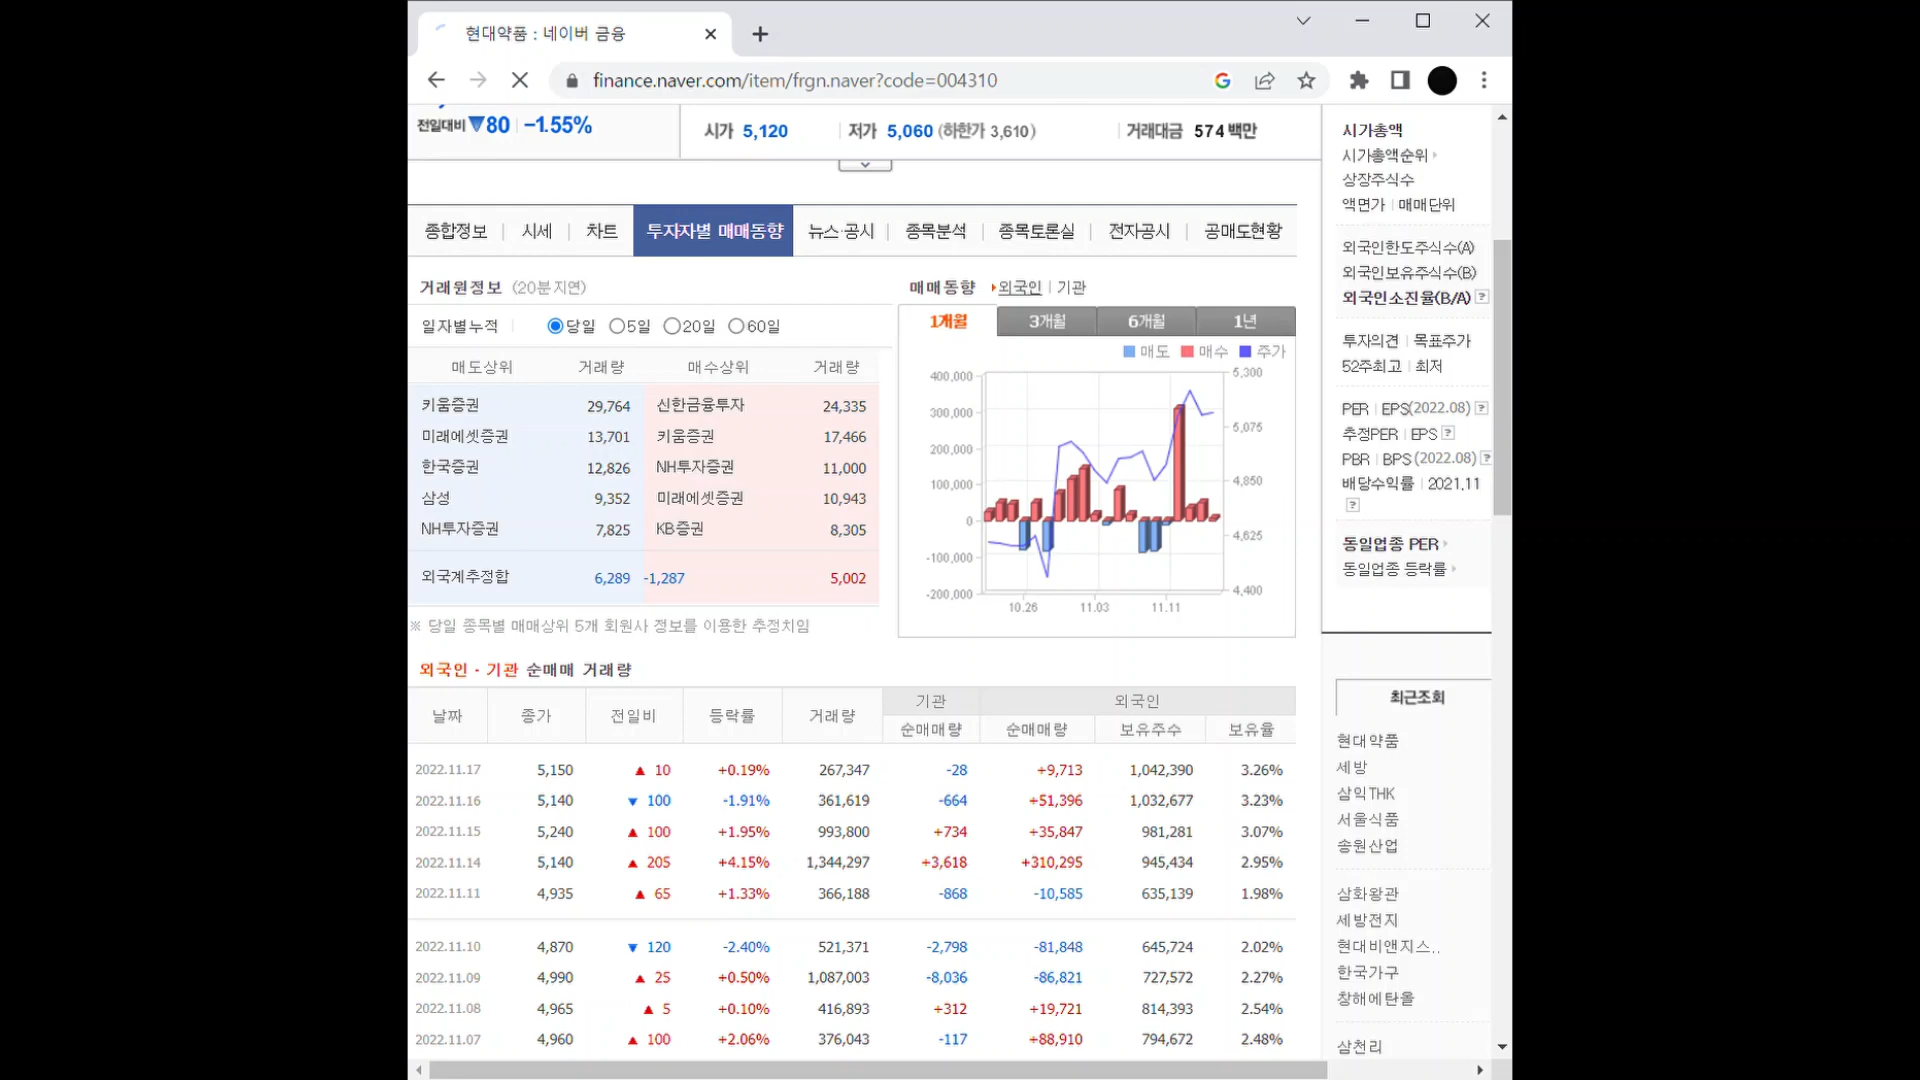 현대약품 : 네이버 금융
finance.naver.com/item/frgn.naver?code=004310
전일대비 ▼80 | -1.55%
시가 5,120 저가 5,060 (하한가 3,610) 거래대금 574 백만
종합정보 시세 차트 투자자별 매매동향 뉴스·공시 종목분석 종목토론실 전자공시 공매도현황
거래원정보 (20분지연)
일자별누적 당일 5일 20일 60일
매도상위 거래량 매수상위 거래량
키움증권 29,764 신한금융투자 24,335
미래에셋증권 13,701 키움증권 17,466
한국증권 12,826 NH투자증권 11,000
삼성 9,352 미래에셋증권 10,943
NH투자증권 7,825 KB증권 8,305
외국계추정합 6,289 -1,287 5,002
※ 당일 종목별 매매상위 5개 회원사 정보를 이용한 추정치임
매매동향 외국인 | 기관
1개월 3개월 6개월 1년
매도 매수 주가
400,000 5,300
300,000 5,075
200,000
100,000 4,850
0 4,625
-100,000
-200,000 4,400
10.26 11.03 11.11
외국인 · 기관 순매매 거래량
날짜 종가 전일비 등락률 거래량 기관 외국인
순매매량 순매매량 보유주수 보유율
2022.11.17 5,150 ▲ 10 +0.19% 267,347 -28 +9,713 1,042,390 3.26%
2022.11.16 5,140 ▼ 100 -1.91% 361,619 -664 +51,396 1,032,677 3.23%
2022.11.15 5,240 ▲ 100 +1.95% 993,800 +734 +35,847 981,281 3.07%
2022.11.14 5,140 ▲ 205 +4.15% 1,344,297 +3,618 +310,295 945,434 2.95%
2022.11.11 4,935 ▲ 65 +1.33% 366,188 -868 -10,585 635,139 1.98%
2022.11.10 4,870 ▼ 120 -2.40% 521,371 -2,798 -81,848 645,724 2.02%
2022.11.09 4,990 ▲ 25 +0.50% 1,087,003 -8,036 -86,821 727,572 2.27%
2022.11.08 4,965 ▲ 5 +0.10% 416,893 +312 +19,721 814,393 2.54%
2022.11.07 4,960 ▲ 100 +2.06% 376,043 -117 +88,910 794,672 2.48%
시가총액
시가총액순위
상장주식수
액면가 | 매매단위
외국인한도주식수(A)
외국인보유주식수(B)
외국인소진율(B/A) ?
투자의견 | 목표주가
52주최고 | 최저
PER | EPS(2022.08) ?
추정PER | EPS ?
PBR | BPS (2022.08) ?
배당수익률 | 2021.11
?
동일업종 PER
동일업종 등락률
최근조회
현대약품
세방
삼익THK
서울식품
송원산업
삼화왕관
세방전지
현대비앤지스..
한국가구
창해에탄올
삼천리